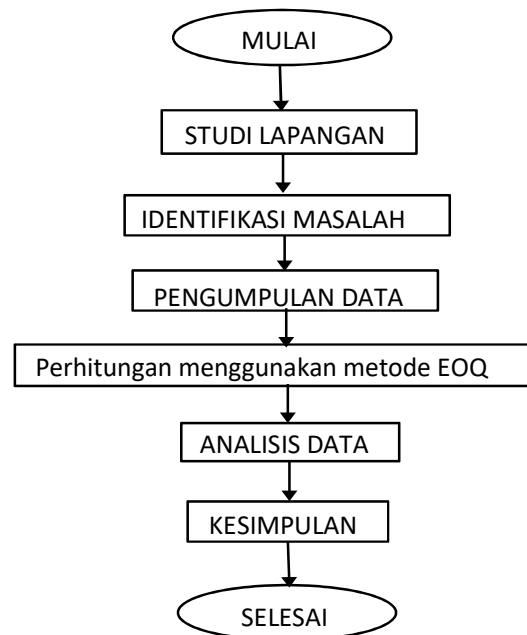 MULAI
STUDI LAPANGAN
IDENTIFIKASI MASALAH
PENGUMPULAN DATA
Perhitungan menggunakan metode EOQ
ANALISIS DATA
KESIMPULAN
SELESAI